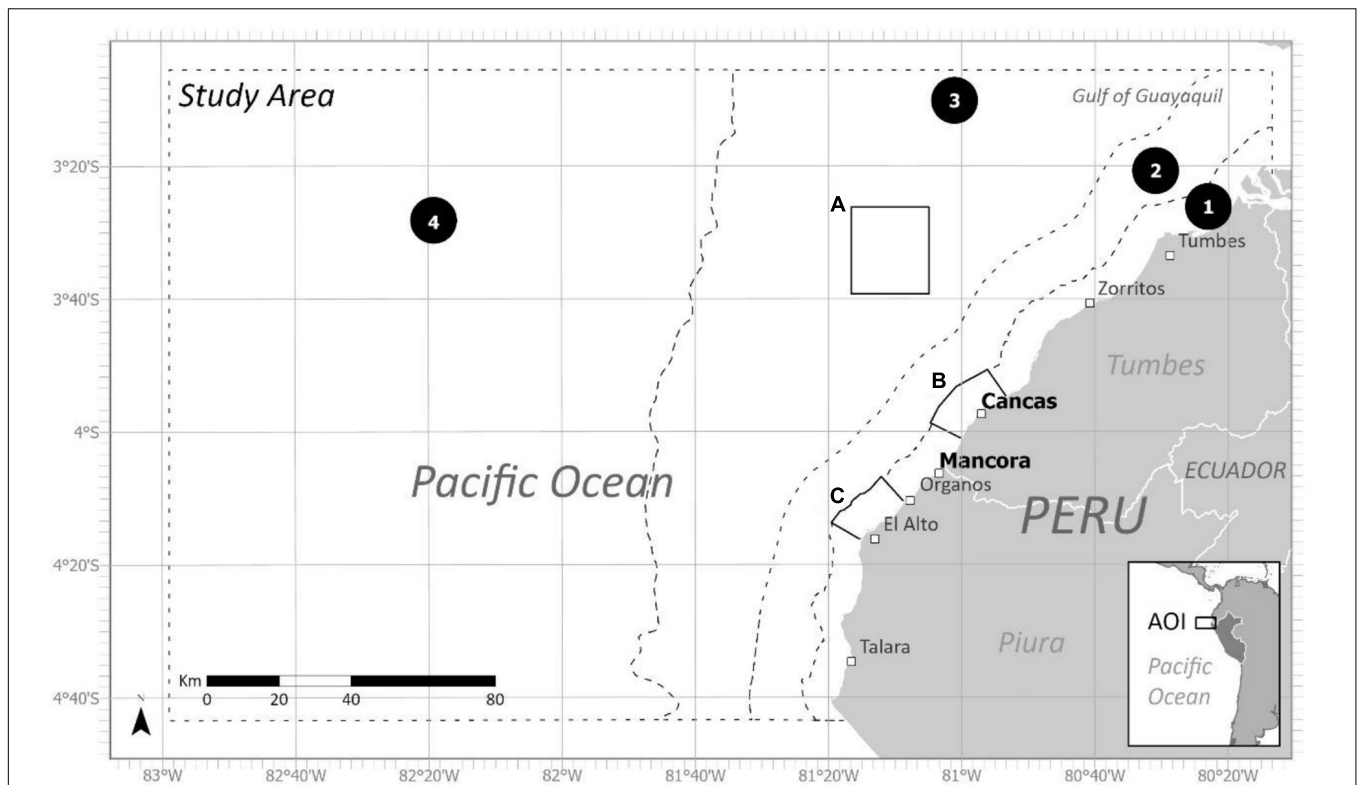 Study Area
Gulf of Guayaquil
3
2
1
4
A
3°20'S
Tumbes
3°40'S
Zorritos
Tumbes
B
Cancas
4°S
Mancora
Pacific Ocean
Organos
ECUADOR
C
El Alto
PERU
4°20'S
AOI
Talara
Piura
Pacific
Ocean
Km
0 20 40 80
4°40'S
N
83°W 82°40'W 82°20'W 82°W 81°40'W 81°20'W 81°W 80°40'W 80°20'W